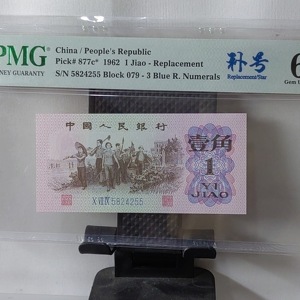 PMG
NEY GUARANTY
China / People's Republic
Pick# 877c* 1962 1 Jiao - Replacement
S/N 5824255 Block 079 - 3 Blue R. Numerals
补号
Replacement/Star
6
Gem
中国人民银行
壹角
1
YI
JIAO
5824255